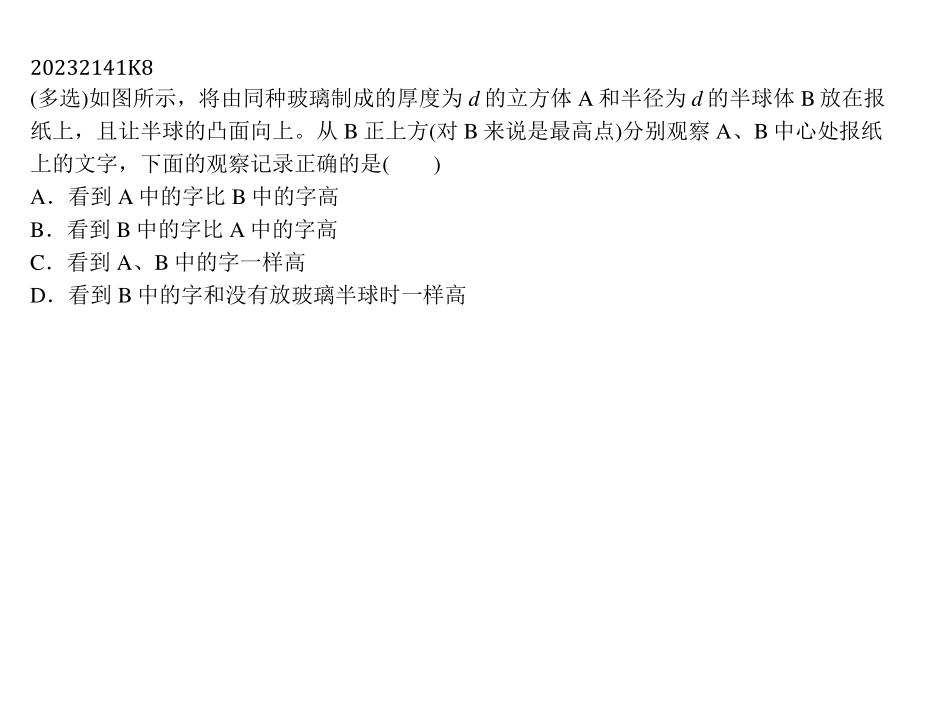 20232141K8
(多选)如图所示，将由同种玻璃制成的厚度为 d 的立方体 A 和半径为 d 的半球体 B 放在报
纸上，且让半球的凸面向上。从 B 正上方(对 B 来说是最高点)分别观察 A、B 中心处报纸
上的文字，下面的观察记录正确的是(　　)
A．看到 A 中的字比 B 中的字高
B．看到 B 中的字比 A 中的字高
C．看到 A、B 中的字一样高
D．看到 B 中的字和没有放玻璃半球时一样高